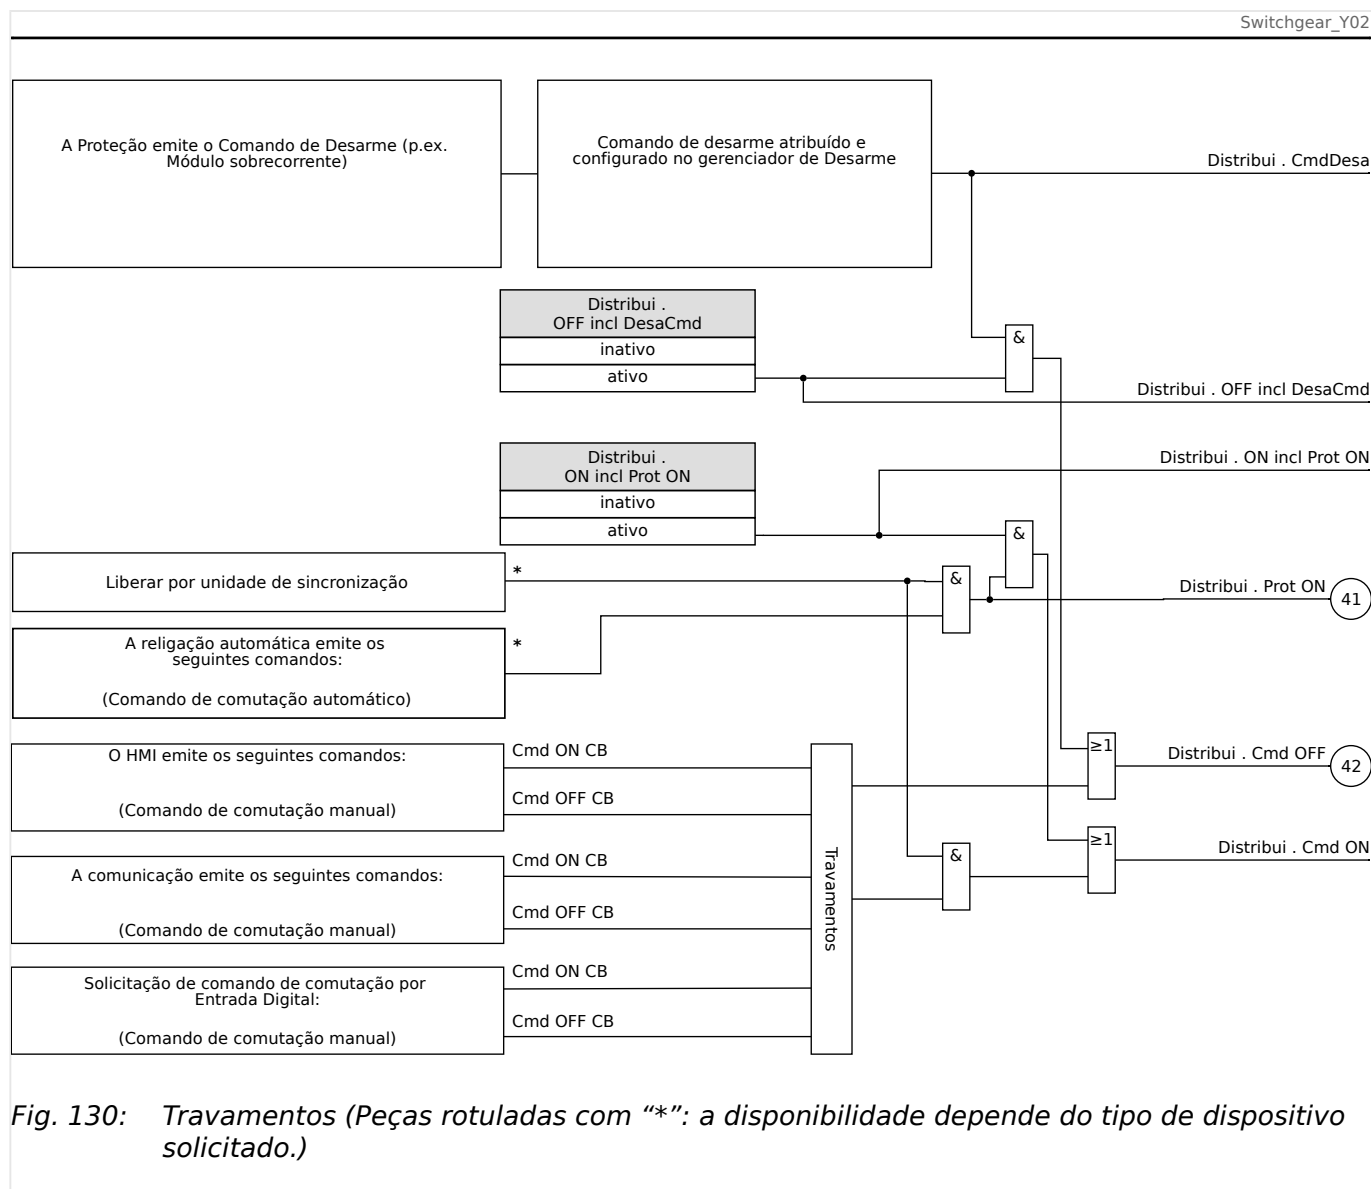 Switchgear_Y02
A Proteção emite o Comando de Desarme (p.ex.
Módulo sobrecorrente)
Comando de desarme atribuído e
configurado no gerenciador de Desarme
Distribui . CmdDesa
Distribui .
OFF incl DesaCmd
inativo
ativo
&
Distribui . OFF incl DesaCmd
Distribui .
ON incl Prot ON
inativo
ativo
Distribui . ON incl Prot ON
&
Liberar por unidade de sincronização
*
&
Distribui . Prot ON
41
A religação automática emite os
seguintes comandos:
(Comando de comutação automático)
*
O HMI emite os seguintes comandos:
(Comando de comutação manual)
Cmd ON CB
Cmd OFF CB
≥1
Distribui . Cmd OFF
42
A comunicação emite os seguintes comandos:
(Comando de comutação manual)
Cmd ON CB
Cmd OFF CB
Travamentos
&
≥1
Distribui . Cmd ON
Solicitação de comando de comutação por
Entrada Digital:
(Comando de comutação manual)
Cmd ON CB
Cmd OFF CB
Fig. 130: Travamentos (Peças rotuladas com “*”: a disponibilidade depende do tipo de dispositivo
solicitado.)